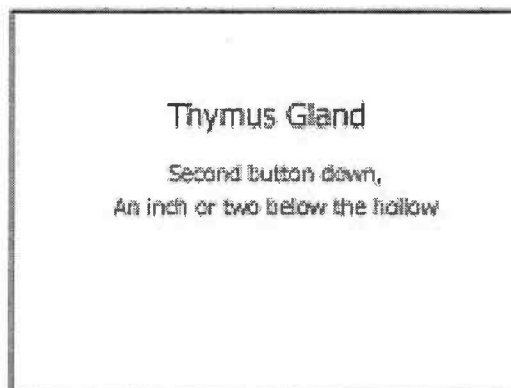 Thymus Gland
Second button down,
An inch or two below the hollow